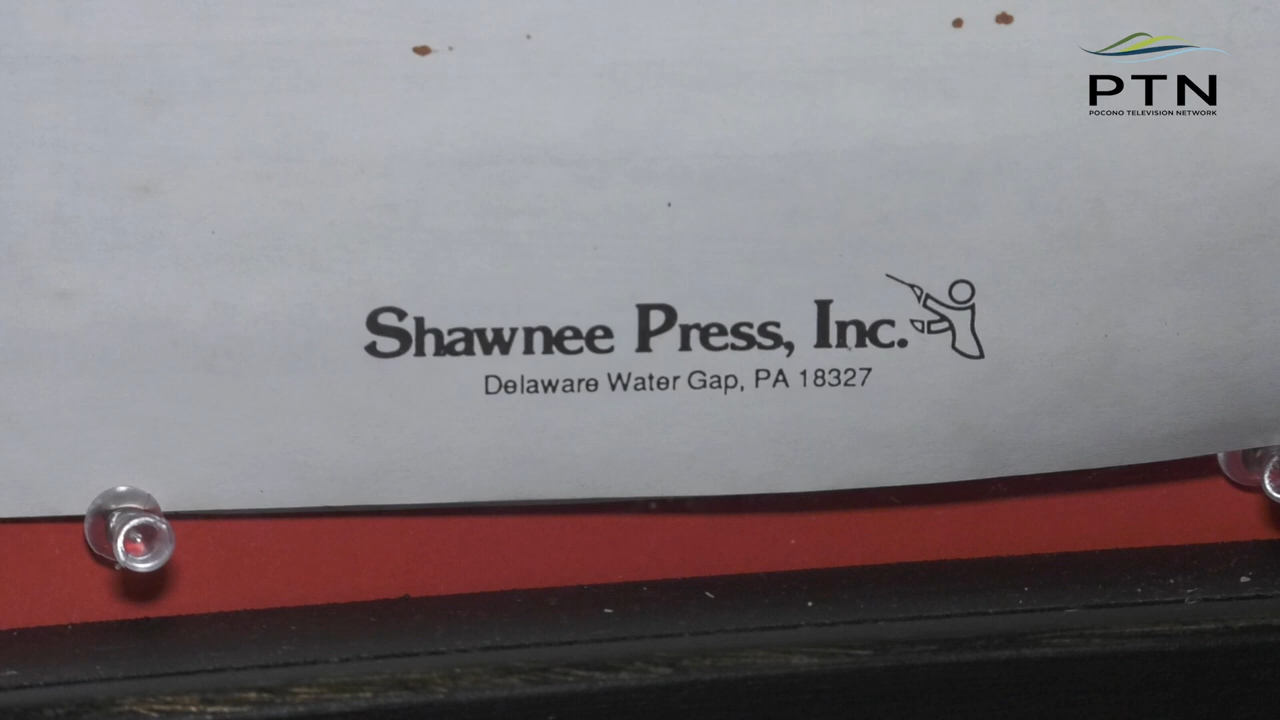 PTN
POCONO TELEVISION NETWORK
Shawnee Press, Inc.
Delaware Water Gap, PA 18327